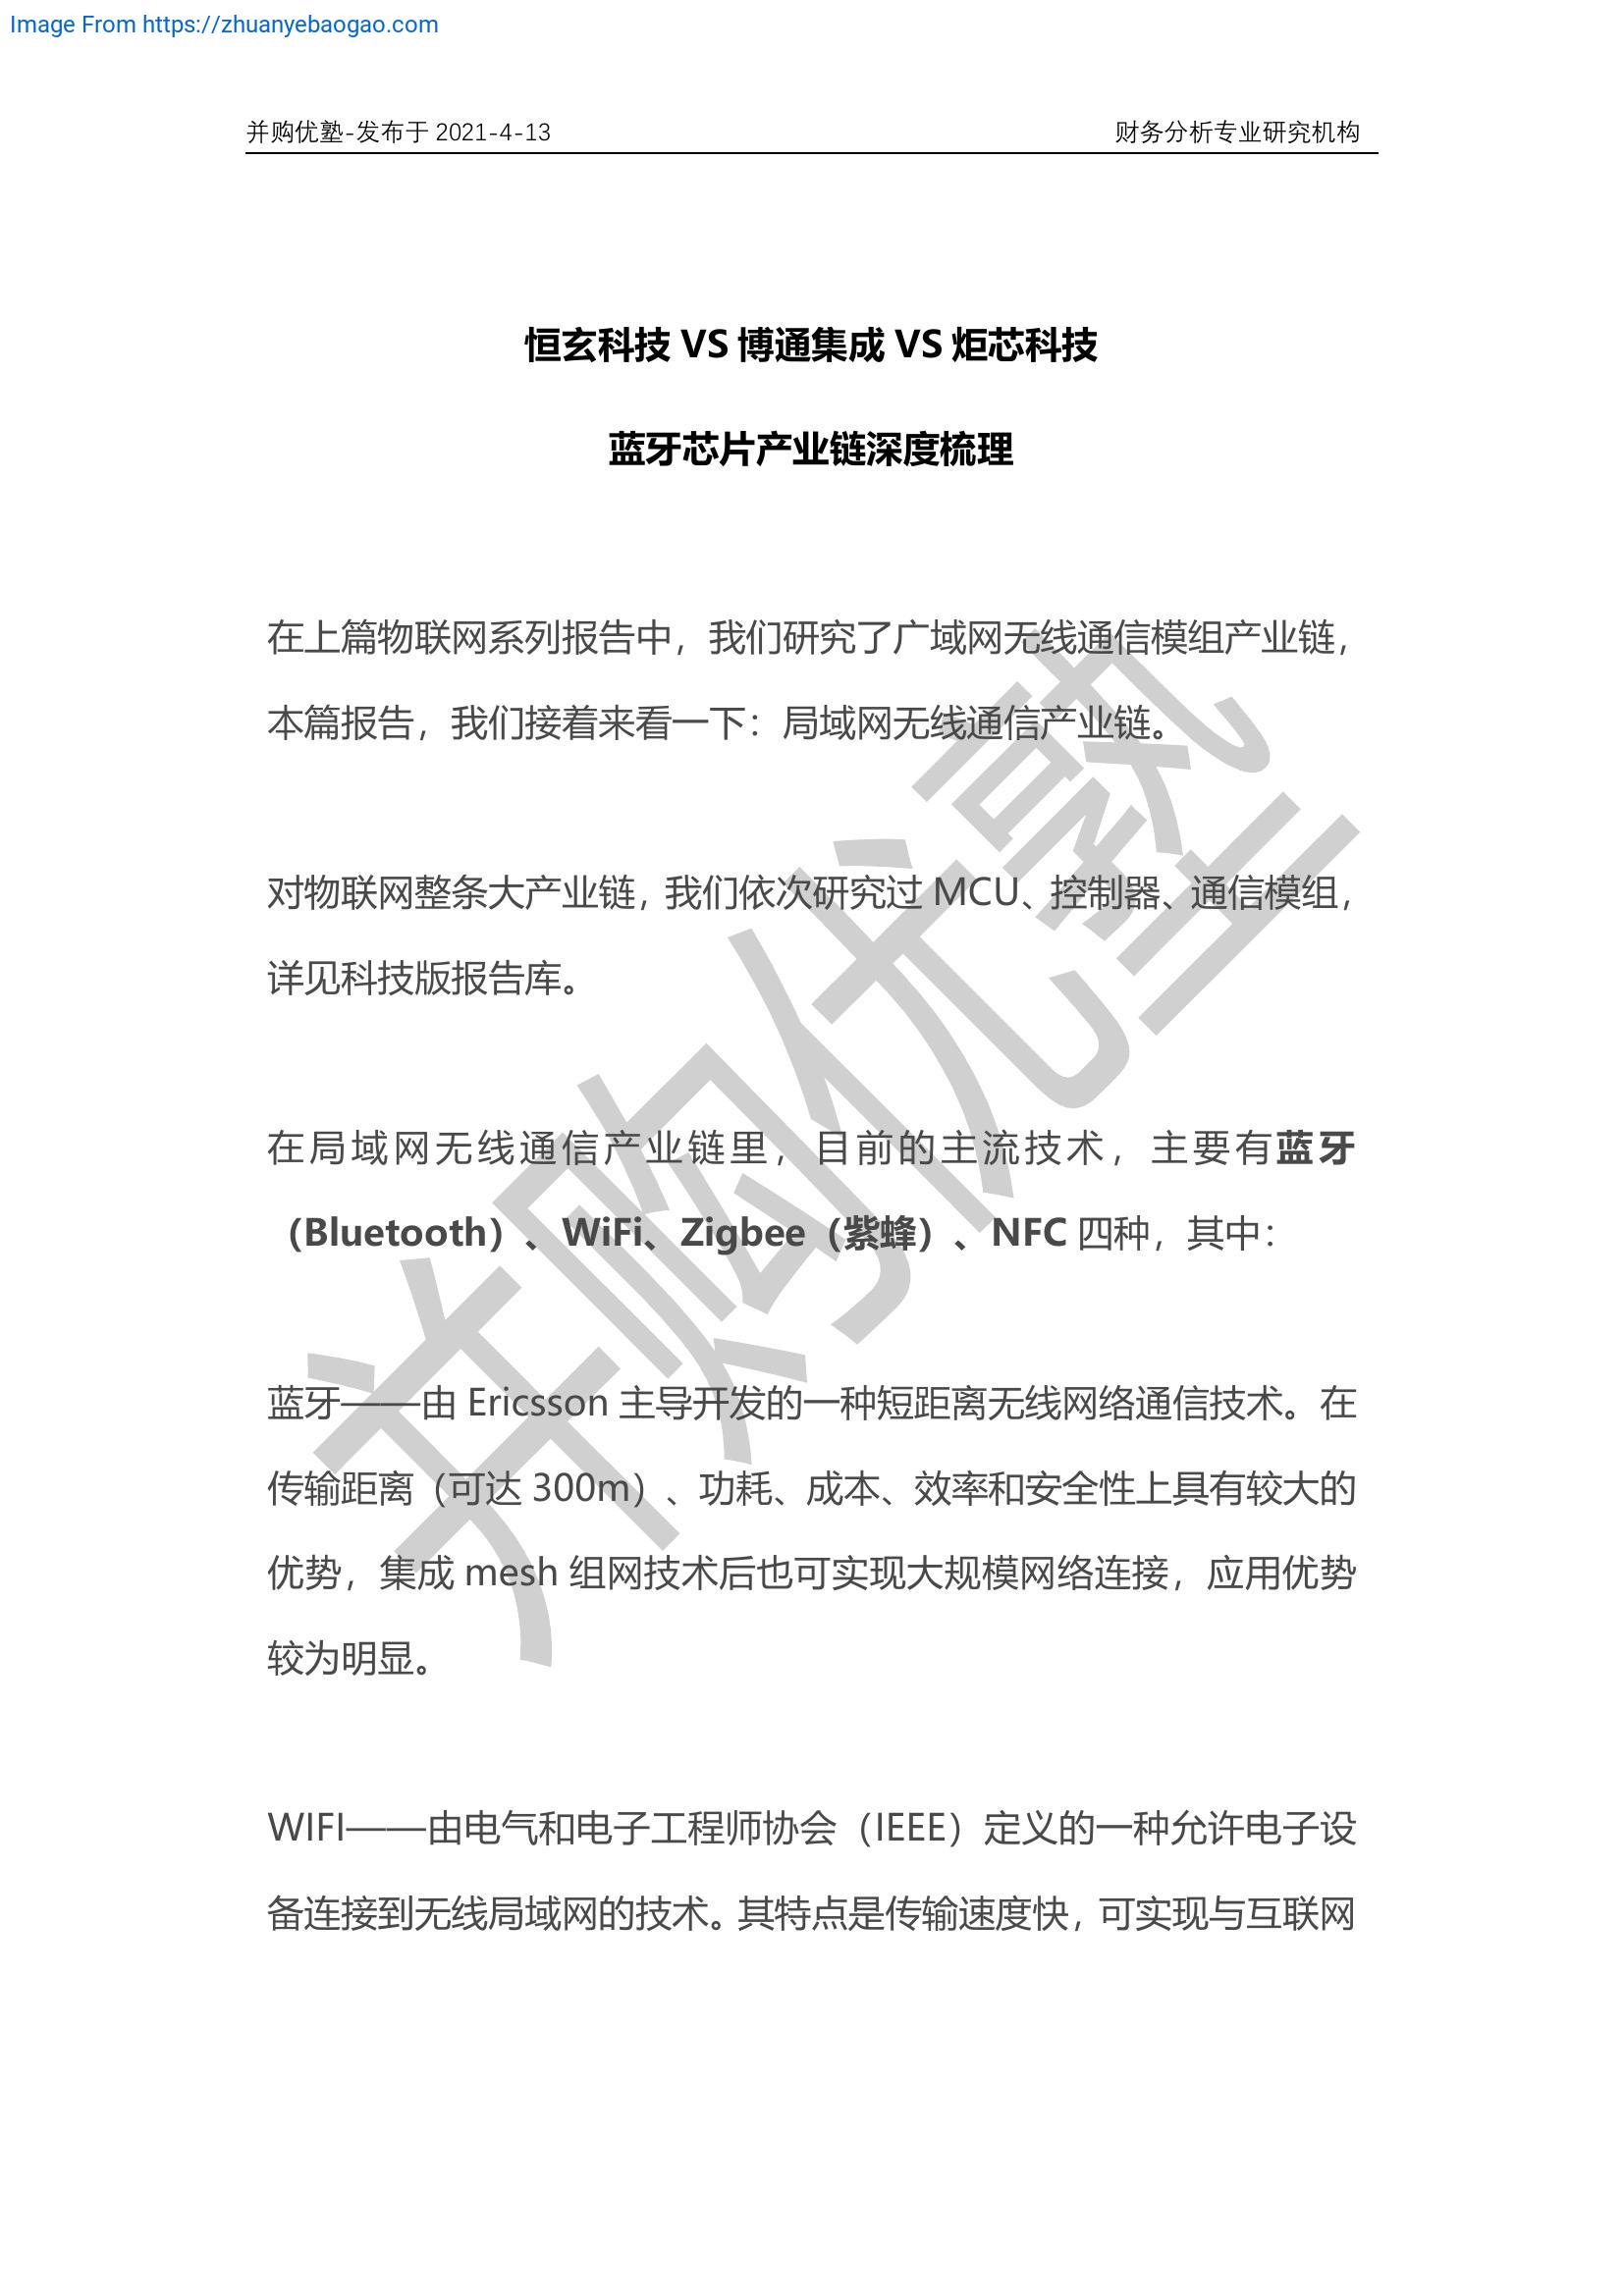 Image From https://zhuanyebaogao.com
并购优塾-发布于 2021-4-13 财务分析专业研究机构
恒玄科技 VS 博通集成 VS 炬芯科技
蓝牙芯片产业链深度梳理
在上篇物联网系列报告中，我们研究了广域网无线通信模组产业链，
本篇报告，我们接着来看一下：局域网无线通信产业链。
对物联网整条大产业链，我们依次研究过 MCU、控制器、通信模组，
详见科技版报告库。
在局域网无线通信产业链里，目前的主流技术，主要有蓝牙
（Bluetooth）、WiFi、Zigbee（紫蜂）、NFC 四种，其中：
蓝牙——由 Ericsson 主导开发的一种短距离无线网络通信技术。在
传输距离（可达 300m）、功耗、成本、效率和安全性上具有较大的
优势，集成 mesh 组网技术后也可实现大规模网络连接，应用优势
较为明显。
WIFI——由电气和电子工程师协会（IEEE）定义的一种允许电子设
备连接到无线局域网的技术。其特点是传输速度快，可实现与互联网
并购优塾